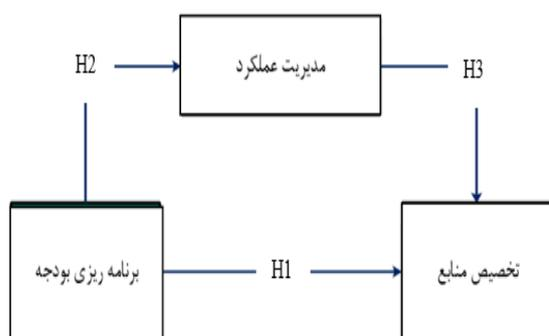 مدیریت عملکرد
H2
H3
برنامه ریزی بودجه
H1
تخصیص منابع